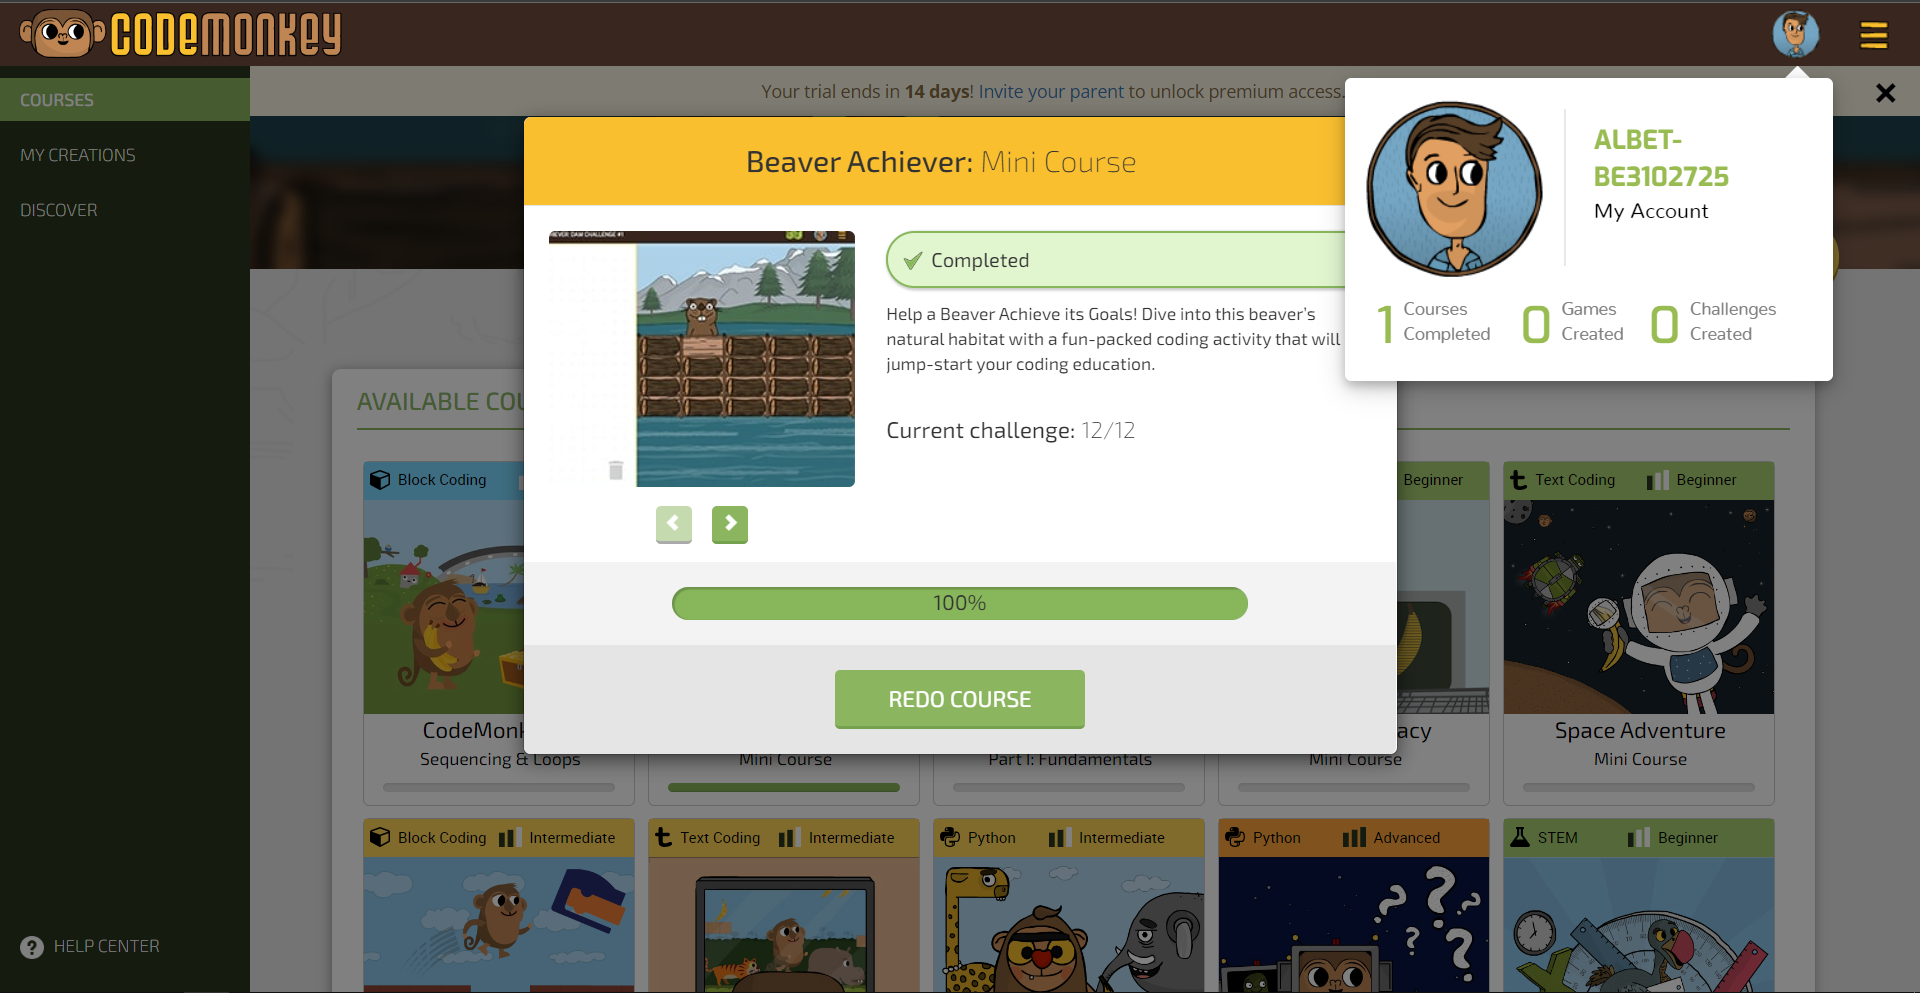 CODEMONKEY
COURSES
MY CREATIONS
DISCOVER
HELP CENTER
Your trial ends in 14 days! Invite your parent to unlock premium access.
ALBET-
BE3102725
My Account
1 Courses Completed
0 Games Created
0 Challenges Created
Beaver Achiever: Mini Course
Completed
Help a Beaver Achieve its Goals! Dive into this beaver's
natural habitat with a fun-packed coding activity that will
jump-start your coding education.
Current challenge: 12/12
100%
REDO COURSE
AVAILABLE COU
Block Coding
Beginner
Text Coding Beginner
CodeMonk
Sequencing & Loops
Mini Course
Part I: Fundamentals
acy
Mini Course
Space Adventure
Mini Course
Block Coding Intermediate
Text Coding Intermediate
Python Intermediate
Python Advanced
STEM Beginner